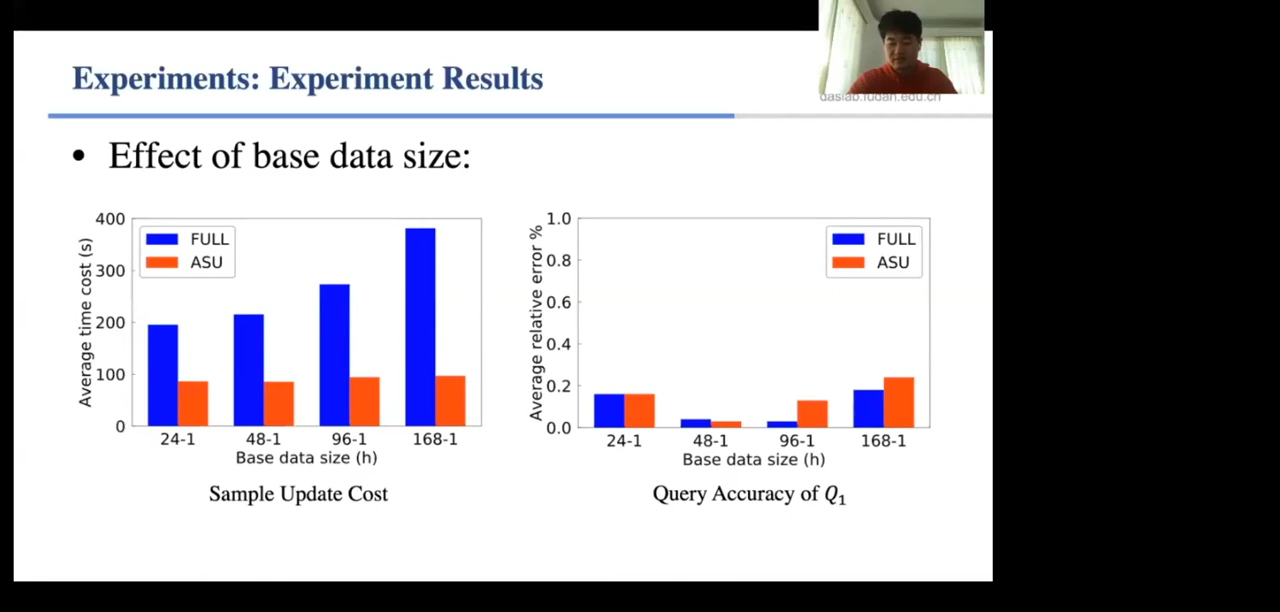 Experiments: Experiment Results
daslab.fudan.edu.cn
• Effect of base data size:
400
300
200
100
0
Average time cost (s)
FULL
ASU
24-1 48-1 96-1 168-1
Base data size (h)
Sample Update Cost
1.0
0.8
0.6
0.4
0.2
0.0
Average relative error %
FULL
ASU
24-1 48-1 96-1 168-1
Base data size (h)
Query Accuracy of Q₁